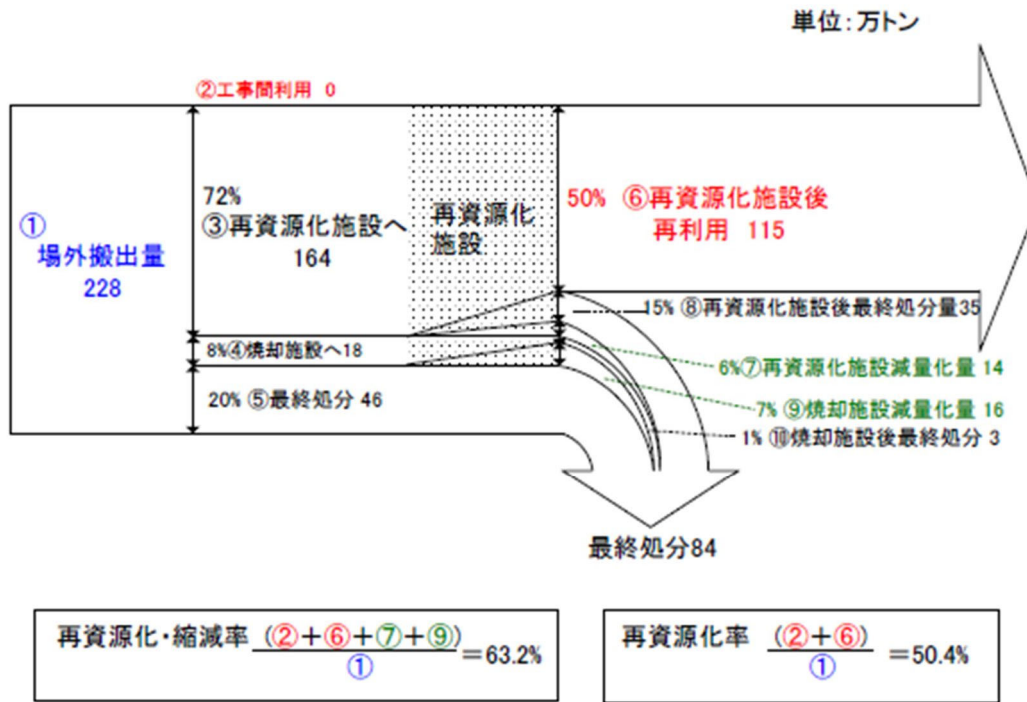 単位：万トン
②工事間利用 0
①
場外搬出量
228
72%
③再資源化施設へ
164
再資源化
施設
50% ⑥再資源化施設後
再利用 115
15% ⑧再資源化施設後最終処分量35
8%④焼却施設へ18
6%⑦再資源化施設減量化量 14
20% ⑤最終処分 46
7% ⑨焼却施設減量化量 16
1% ⑩焼却施設後最終処分 3
最終処分84
再資源化・縮減率 (②＋⑥＋⑦＋⑨)
①
＝63.2%
再資源化率 (②＋⑥)
①
＝50.4%